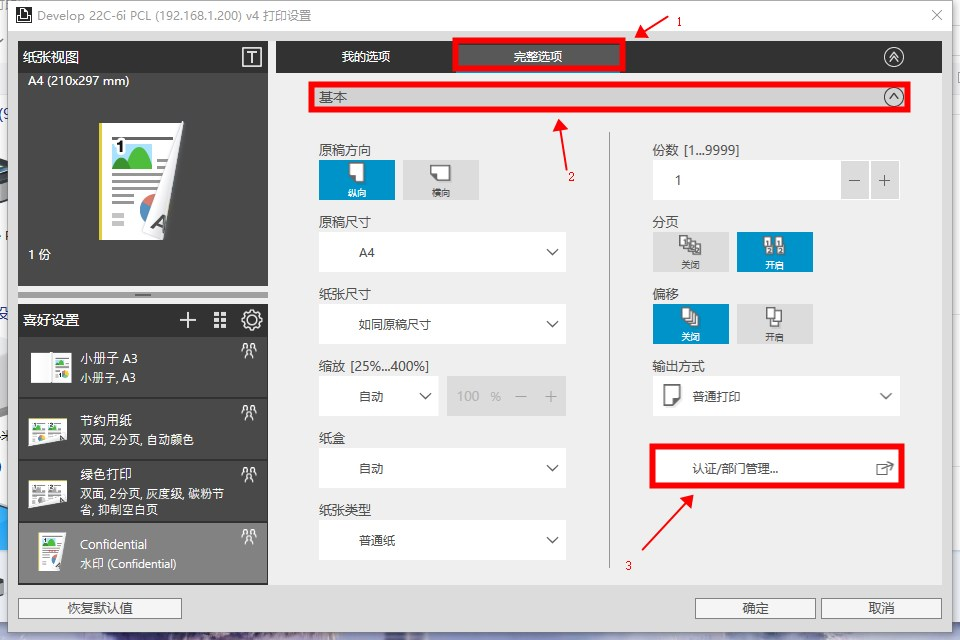 Develop 22C-6i PCL (192.168.1.200) v4 打印设置
1
纸张视图
T
我的选项
完整选项
A4 (210x297 mm)
基本
1
A
1 份
2
原稿方向
纵向
横向
原稿尺寸
A4
纸张尺寸
如同原稿尺寸
缩放 [25%...400%]
自动
100 %
纸盒
自动
纸张类型
普通纸
份数 [1...9999]
1
分页
关闭
开启
偏移
关闭
开启
输出方式
普通打印
认证/部门管理...
3
喜好设置
小册子 A3
小册子, A3
节约用纸
双面, 2分页, 自动颜色
绿色打印
双面, 2分页, 灰度级, 碳粉节
省, 抑制空白页
Confidential
水印 (Confidential)
恢复默认值
确定
取消